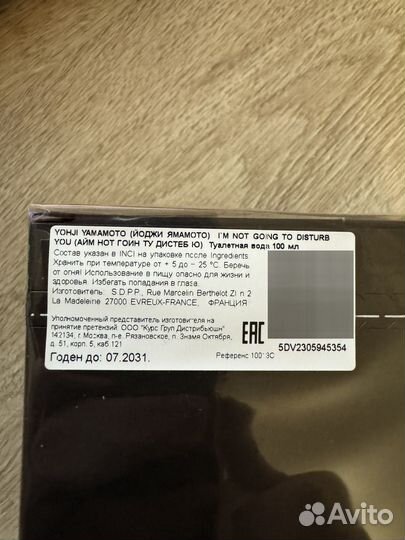 YOHJI YAMAMOTO (ЙОДЖИ ЯМАМОТО) I'M NOT GOING TO DISTURB
YOU (АЙМ НОТ ГОИН ТУ ДИСТЕБ Ю) Туалетная вода 100 мл
Состав указан в INCI на упаковке после Ingredients.
Хранить при температуре от + 5 до – 25 °С. Беречь
от огня! Использование в пищу опасно для жизни и
здоровья. Избегать попадания в глаза.
Изготовитель: S.D.P.P., Rue Marcelin Berthelot ZI n 2
La Madeleine 27000 EVREUX-FRANCE, ФРАНЦИЯ
Уполномоченный представитель изготовителя на
принятие претензий: ООО "Курс Груп Дистрибьюшн"
142134, г Москва, п-е. Рязановское, п. Знамя Октября,
д. 51, корп. 5, каб 121
EAC
5DV2305945354
Годен до: 07.2031.
Референс
Avito